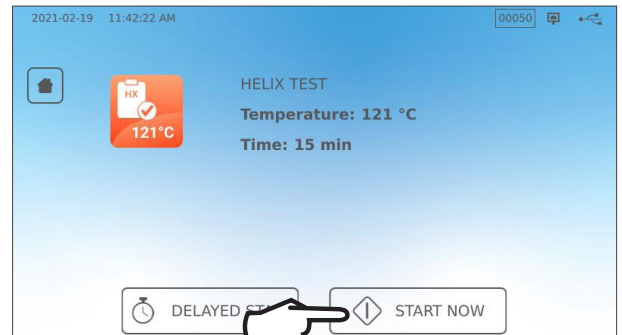 2021-02-19 11:42:22 AM 00050
HX
121°C
HELIX TEST
Temperature: 121 °C
Time: 15 min
DELAYED
START NOW